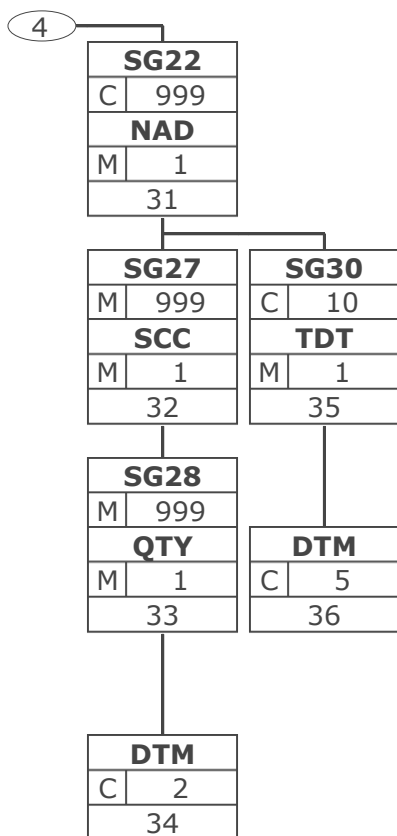 4
SG22
C 999
NAD
M 1
31
SG27
M 999
SCC
M 1
32
SG30
C 10
TDT
M 1
35
SG28
M 999
QTY
M 1
33
DTM
C 5
36
DTM
C 2
34